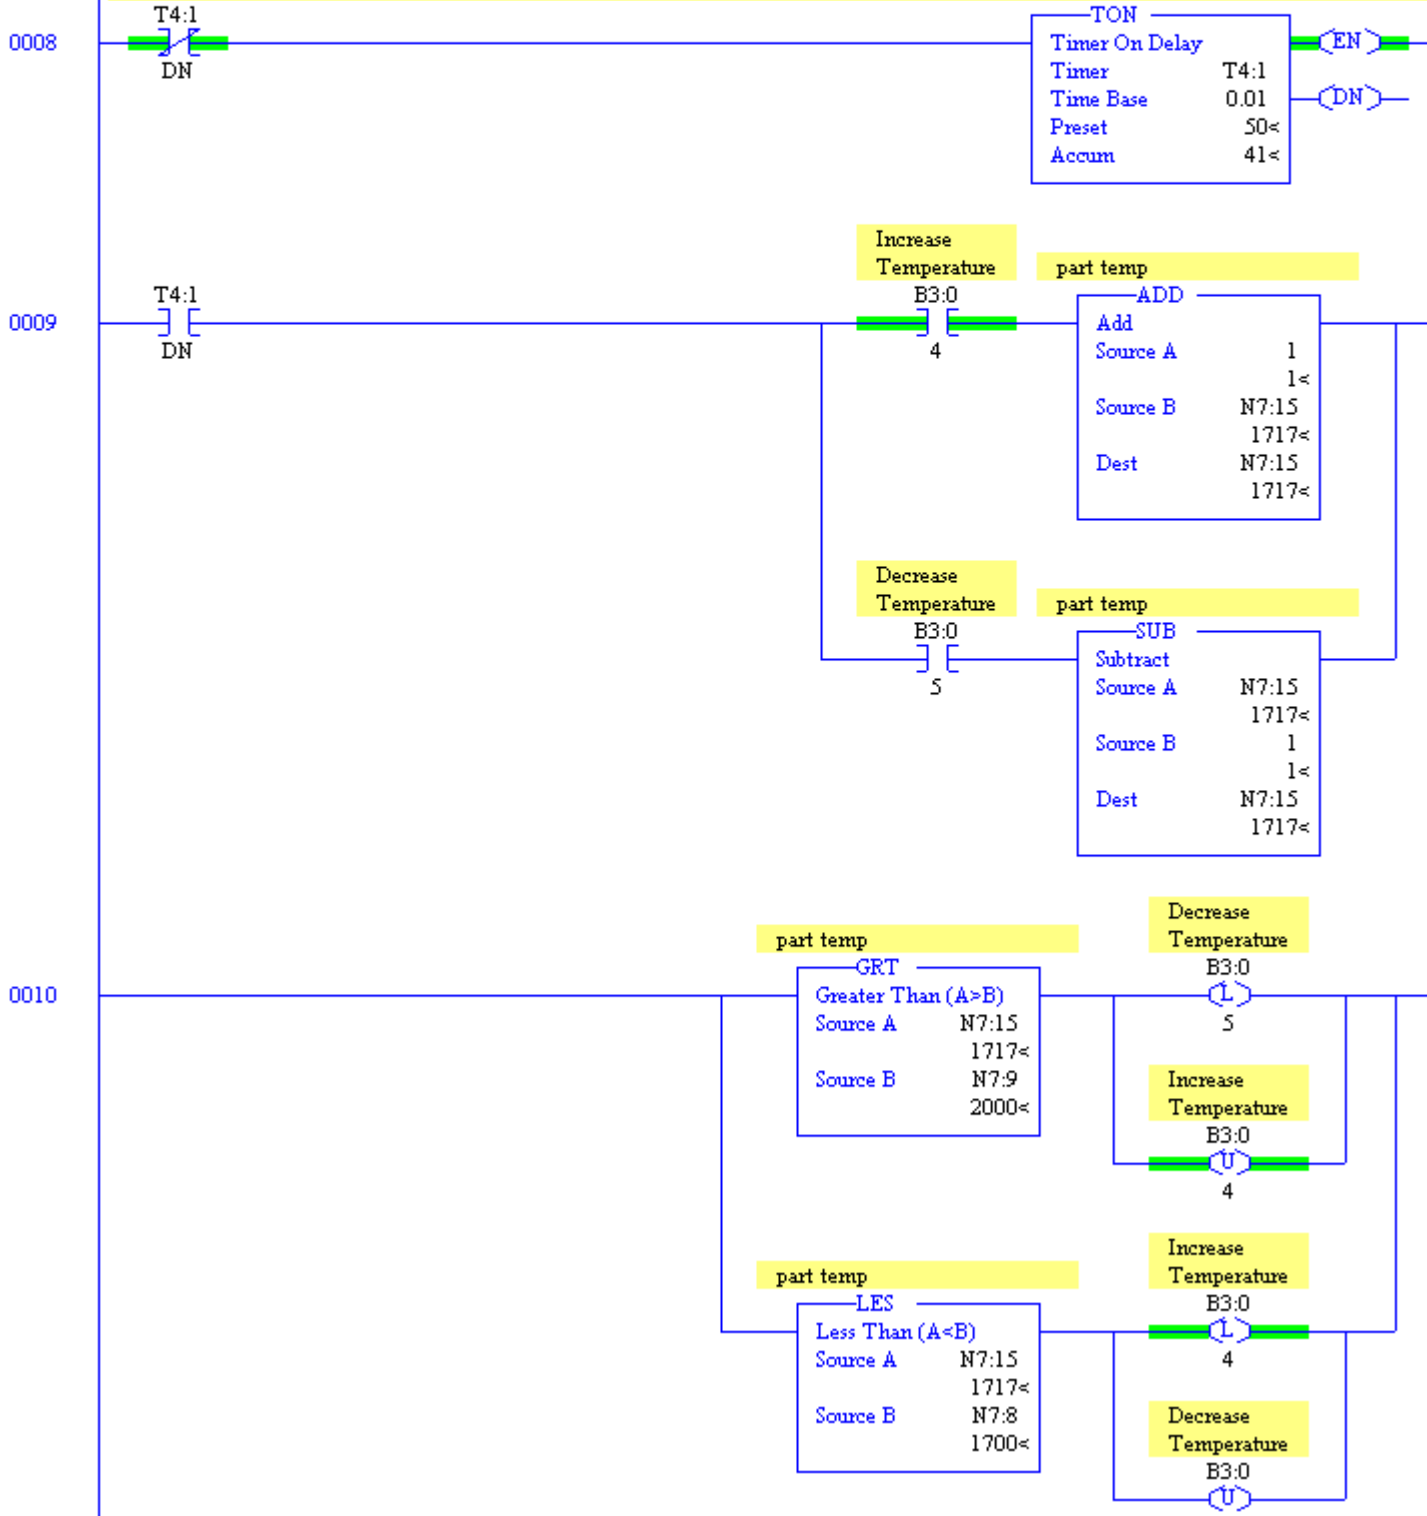 T4:1
TON
0008
DN
Timer On Delay
EN
Timer T4:1
Time Base 0.01
DN
Preset 50<
Accum 41<
Increase
Temperature
part temp
T4:1
B3:0
ADD
0009
DN
4
Add
Source A 1
1<
Source B N7:15
1717<
Dest N7:15
1717<
Decrease
Temperature
part temp
B3:0
SUB
5
Subtract
Source A N7:15
1717<
Source B 1
1<
Dest N7:15
1717<
Decrease
Temperature
part temp
B3:0
GRT
0010
Greater Than (A>B)
L
Source A N7:15
5
1717<
Source B N7:9
2000<
Increase
Temperature
B3:0
U
4
Increase
Temperature
part temp
B3:0
LES
Less Than (A<B)
L
Source A N7:15
4
1717<
Source B N7:8
1700<
Decrease
Temperature
B3:0
U